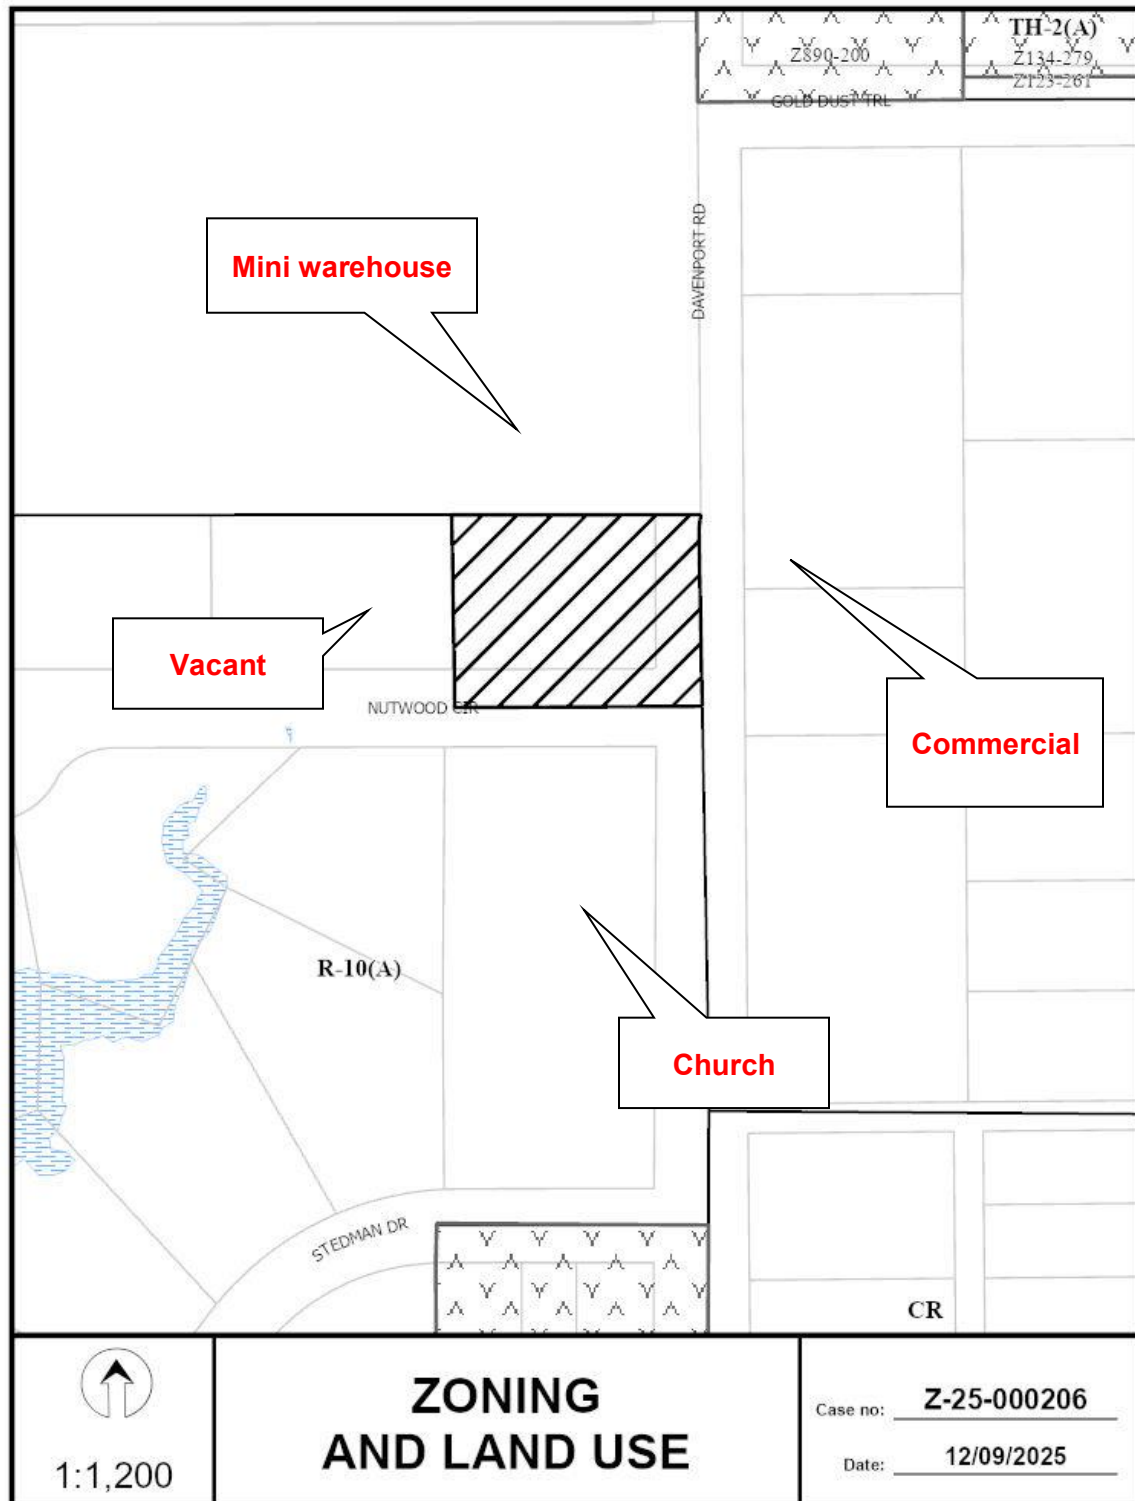 TH-2(A)
Z890-200
Z134-279
Z123-261
GOLD DUST TRL
DAVENPORT RD
Mini warehouse
Vacant
NUTWOOD CIR
Commercial
R-10(A)
Church
STEDMAN DR
CR
1:1,200
ZONING
AND LAND USE
Case no: Z-25-000206
Date: 12/09/2025